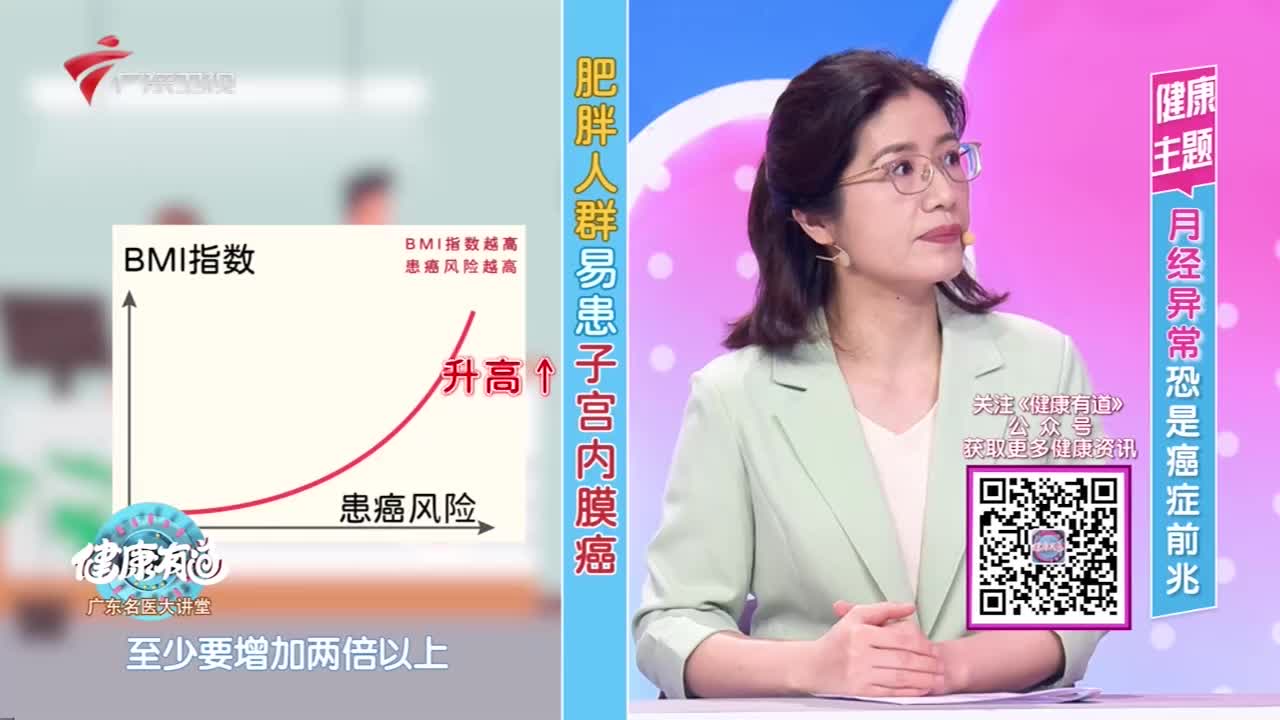 广东卫视
BMI指数
BMI指数越高
患癌风险越高
升高↑
患癌风险
健康有道
广东名医大讲堂
至少要增加两倍以上
肥胖人群易患子宫内膜癌
健康
主题
月经异常恐是癌症前兆
关注《健康有道》
公众号
获取更多健康资讯